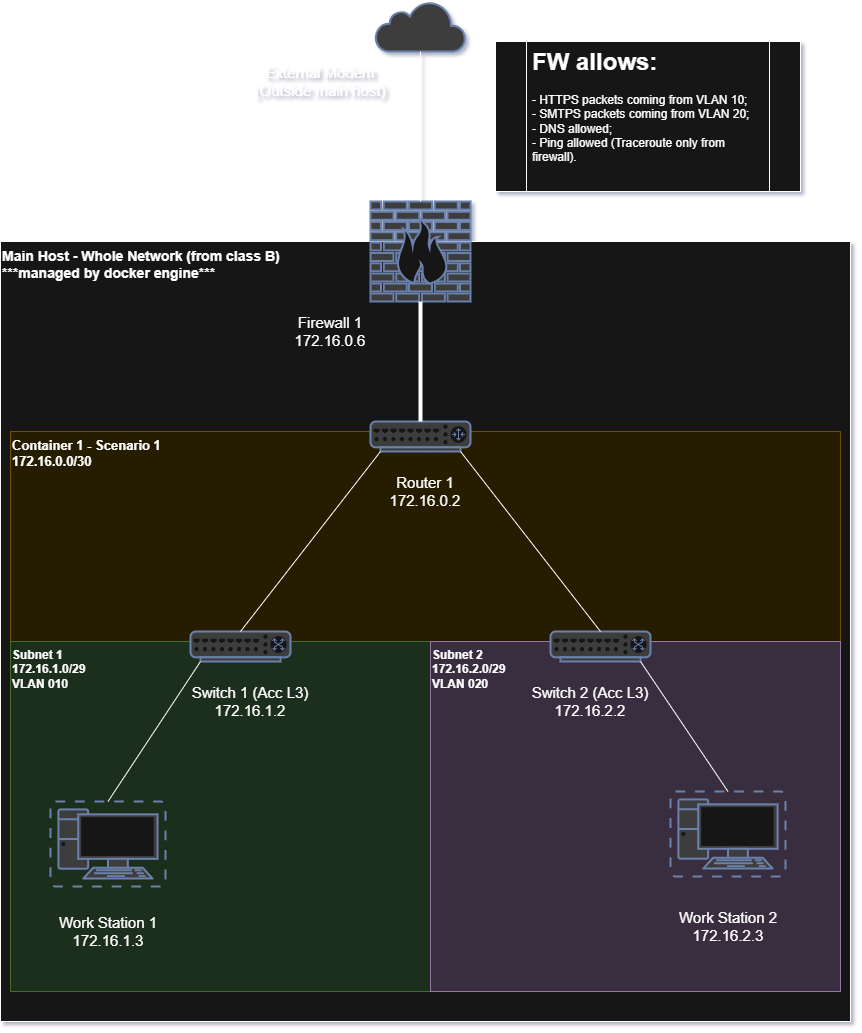 External Modem
(Outside main host)
FW allows:
- HTTPS packets coming from VLAN 10;
- SMTPS packets coming from VLAN 20;
- DNS allowed;
- Ping allowed (Traceroute only from
firewall).
Main Host - Whole Network (from class B)
***managed by docker engine***
Firewall 1
172.16.0.6
Container 1 - Scenario 1
172.16.0.0/30
Router 1
172.16.0.2
Subnet 1
172.16.1.0/29
VLAN 010
Switch 1 (Acc L3)
172.16.1.2
Subnet 2
172.16.2.0/29
VLAN 020
Switch 2 (Acc L3)
172.16.2.2
Work Station 1
172.16.1.3
Work Station 2
172.16.2.3